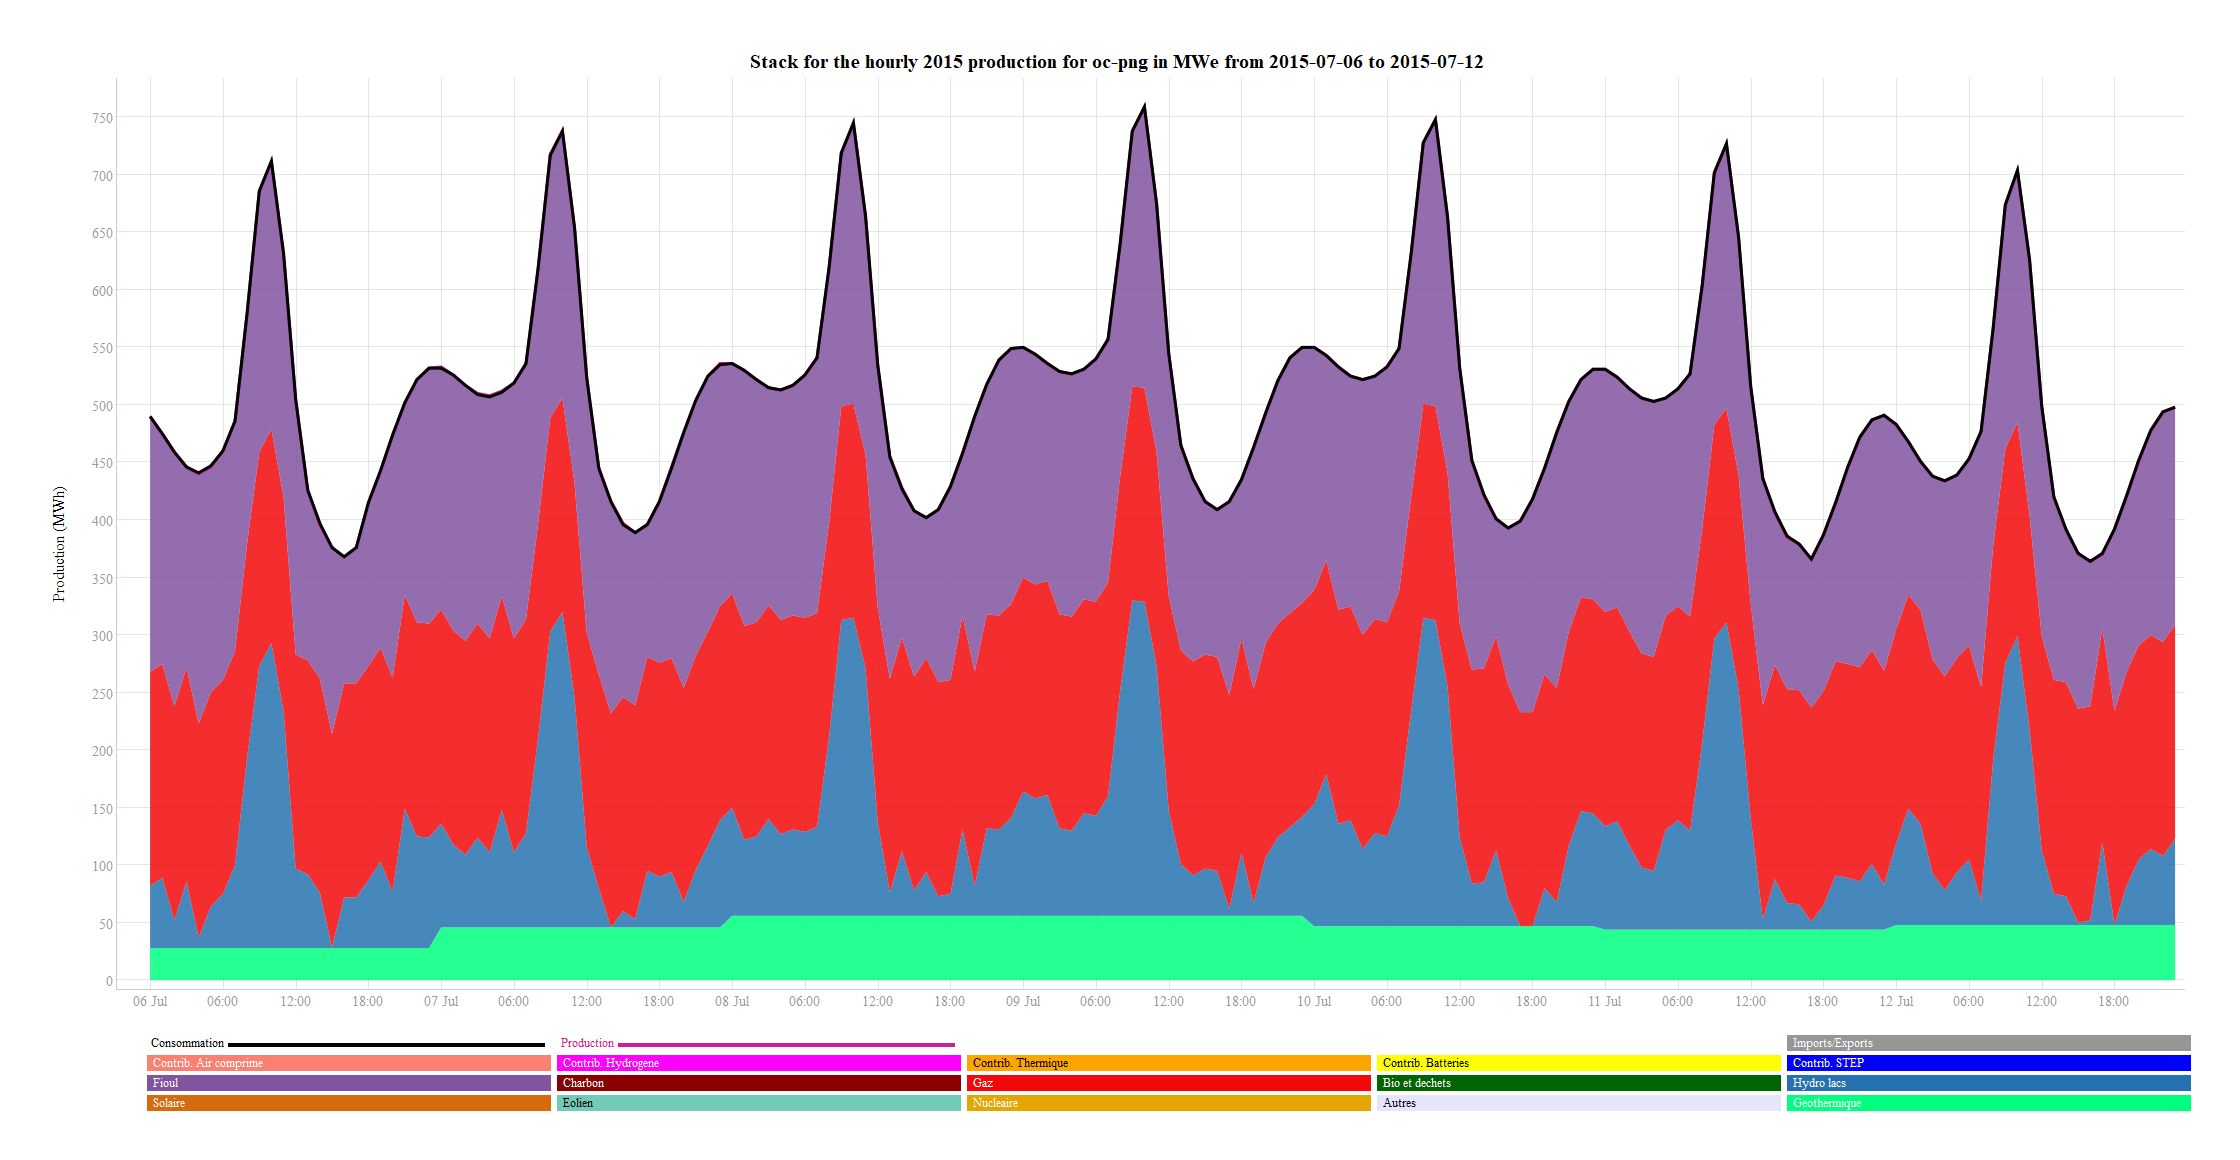 Stack for the hourly 2015 production for oc-png in MWe from 2015-07-06 to 2015-07-12
Production (MWh)
750
700
650
600
550
500
450
400
350
300
250
200
150
100
50
0
06 Jul 06:00 12:00 18:00 07 Jul 06:00 12:00 18:00 08 Jul 06:00 12:00 18:00 09 Jul 06:00 12:00 18:00 10 Jul 06:00 12:00 18:00 11 Jul 06:00 12:00 18:00 12 Jul 06:00 12:00 18:00
Consommation Production Imports/Exports
Contrib. Air comprime Contrib. Hydrogene Contrib. Thermique Contrib. Batteries Contrib. STEP
Fioul Charbon Gaz Bio et dechets Hydro lacs
Solaire Eolien Nucleaire Autres Geothermique